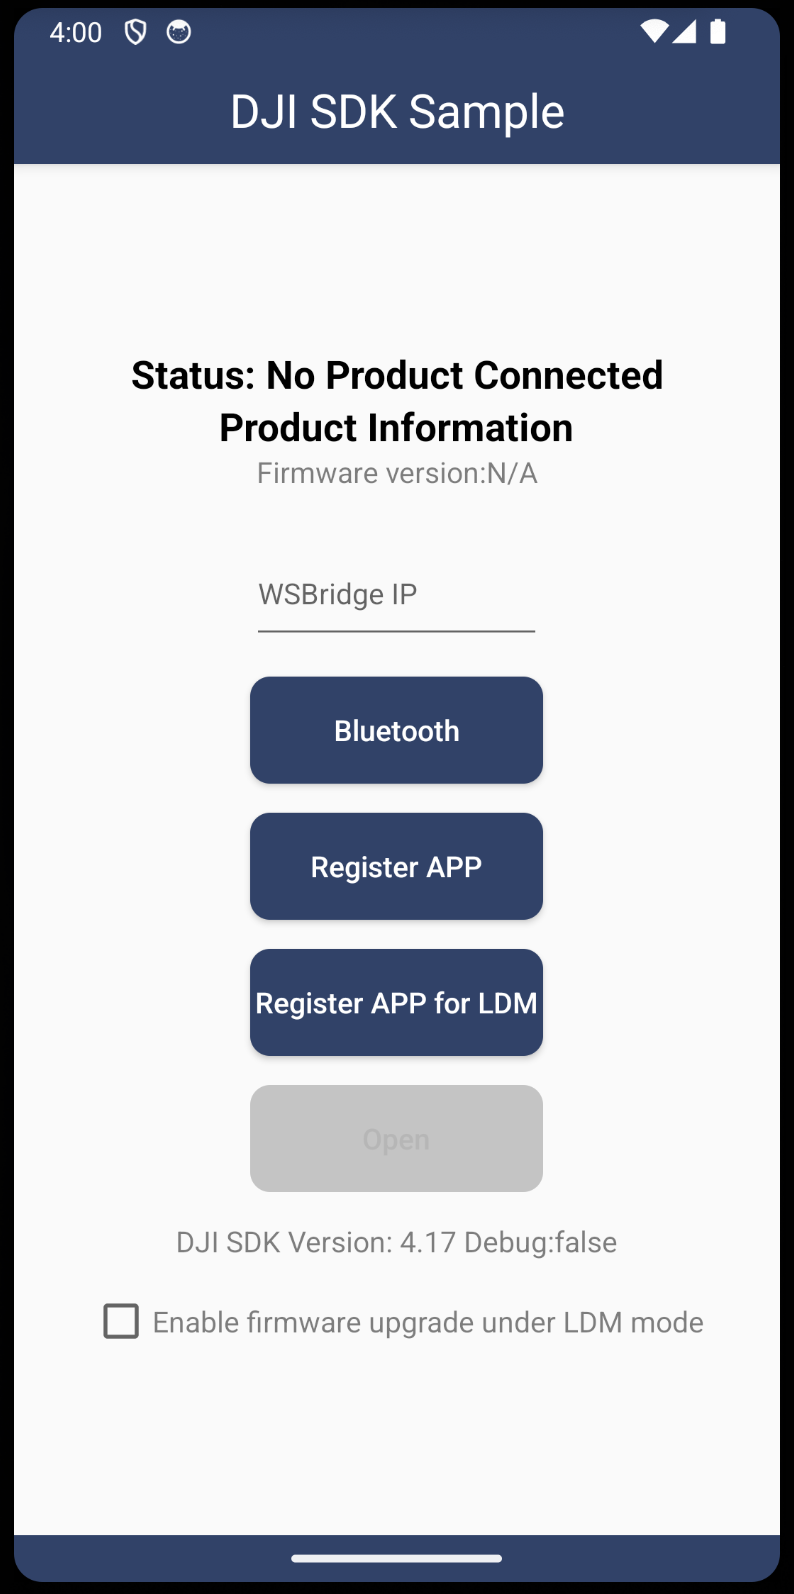 4:00
DJI SDK Sample
Status: No Product Connected
Product Information
Firmware version:N/A
WSBridge IP
Bluetooth
Register APP
Register APP for LDM
Open
DJI SDK Version: 4.17 Debug:false
Enable firmware upgrade under LDM mode